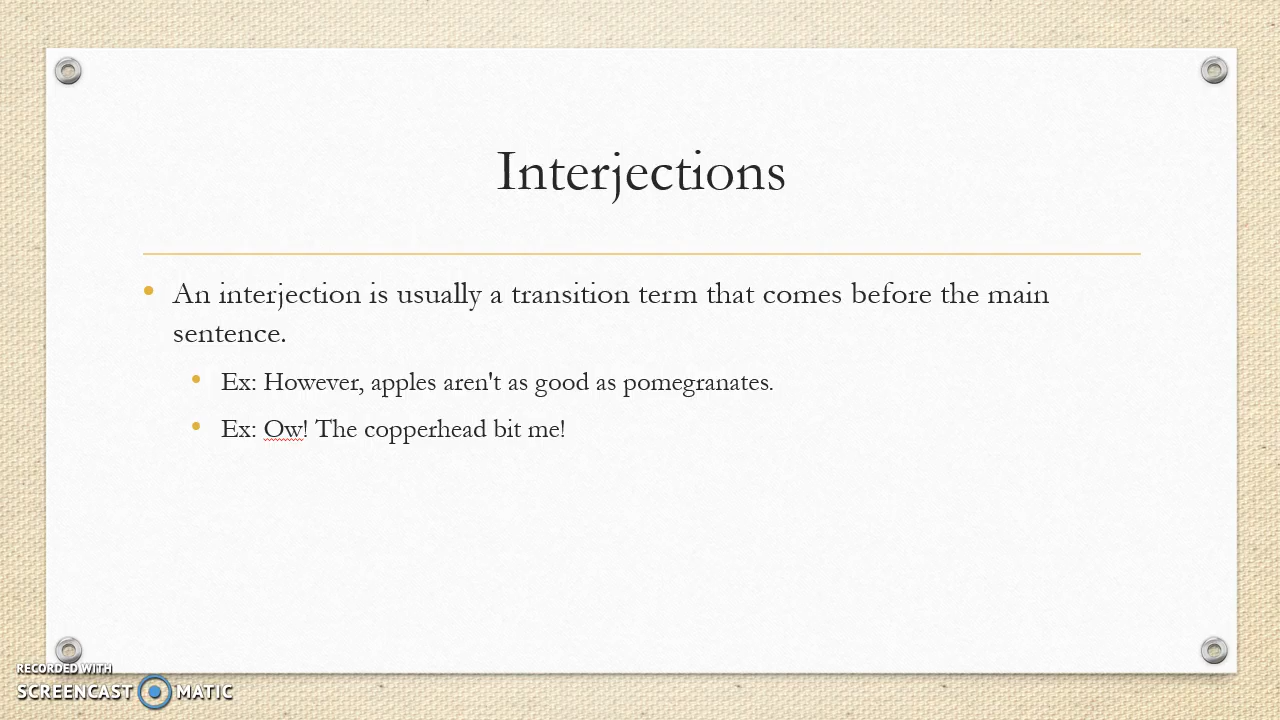 Interjections
An interjection is usually a transition term that comes before the main
sentence.
Ex: However, apples aren't as good as pomegranates.
Ex: Ow! The copperhead bit me!
RECORDED WITH
SCREENCAST MATIC